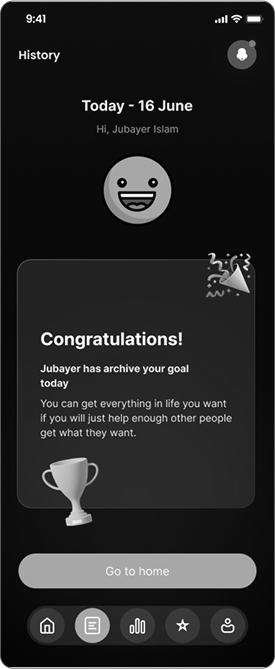 9:41
History
Today - 16 June
Hi, Jubayer Islam
Congratulations!
Jubayer has archive your goal
today
You can get everything in life you want
if you will just help enough other people
get what they want.
Go to home